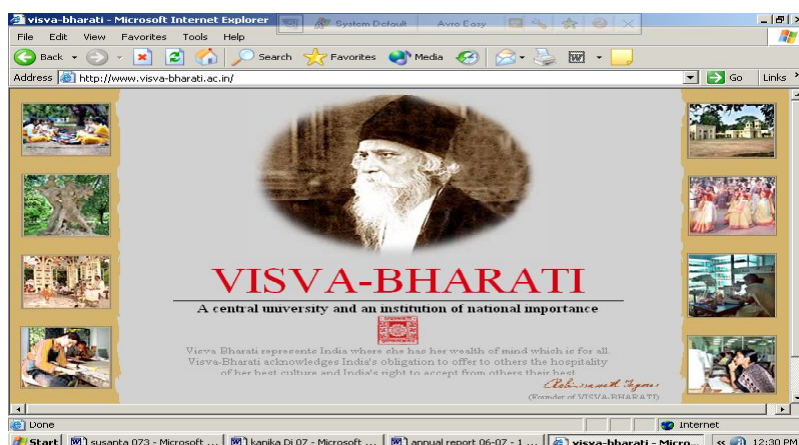 visva-bharati - Microsoft Internet Explorer
System Default Avro Easy
File Edit View Favorites Tools Help
Back Search Favorites Media
Address http://www.visva-bharati.ac.in/ Go Links
VISVA-BHARATI
A central university and an institution of national importance
Visva Bharati represents India where she has her wealth of mind which is for all.
Visva-Bharati acknowledges India's obligation to offer to others the hospitality
of her best culture and India's right to accept from others their best.
Rabindranath Tagore
(Founder of VISVA-BHARATI)
Done Internet
Start susanta 073 - Microsoft ... kanika Di 07 - Microsoft ... annual report 06-07 - 1 ... visva-bharati - Micro... « 12:30 PM